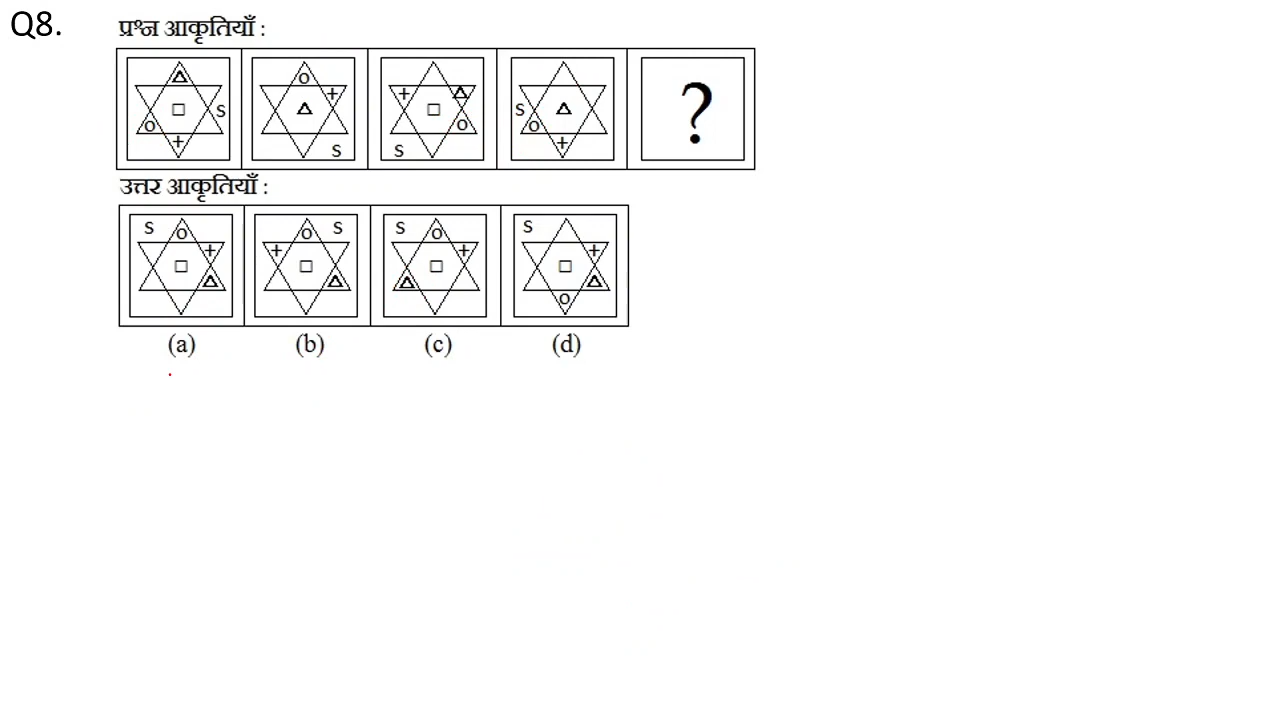 Q8.
प्रश्न आकृतियाँ :
Δ S □ O +
O + Δ S
+ Δ □ O S
S Δ O +
?
उत्तर आकृतियाँ :
S O + □ Δ
O S + □ Δ
S O + □ Δ
S + □ Δ O
(a) (b) (c) (d)